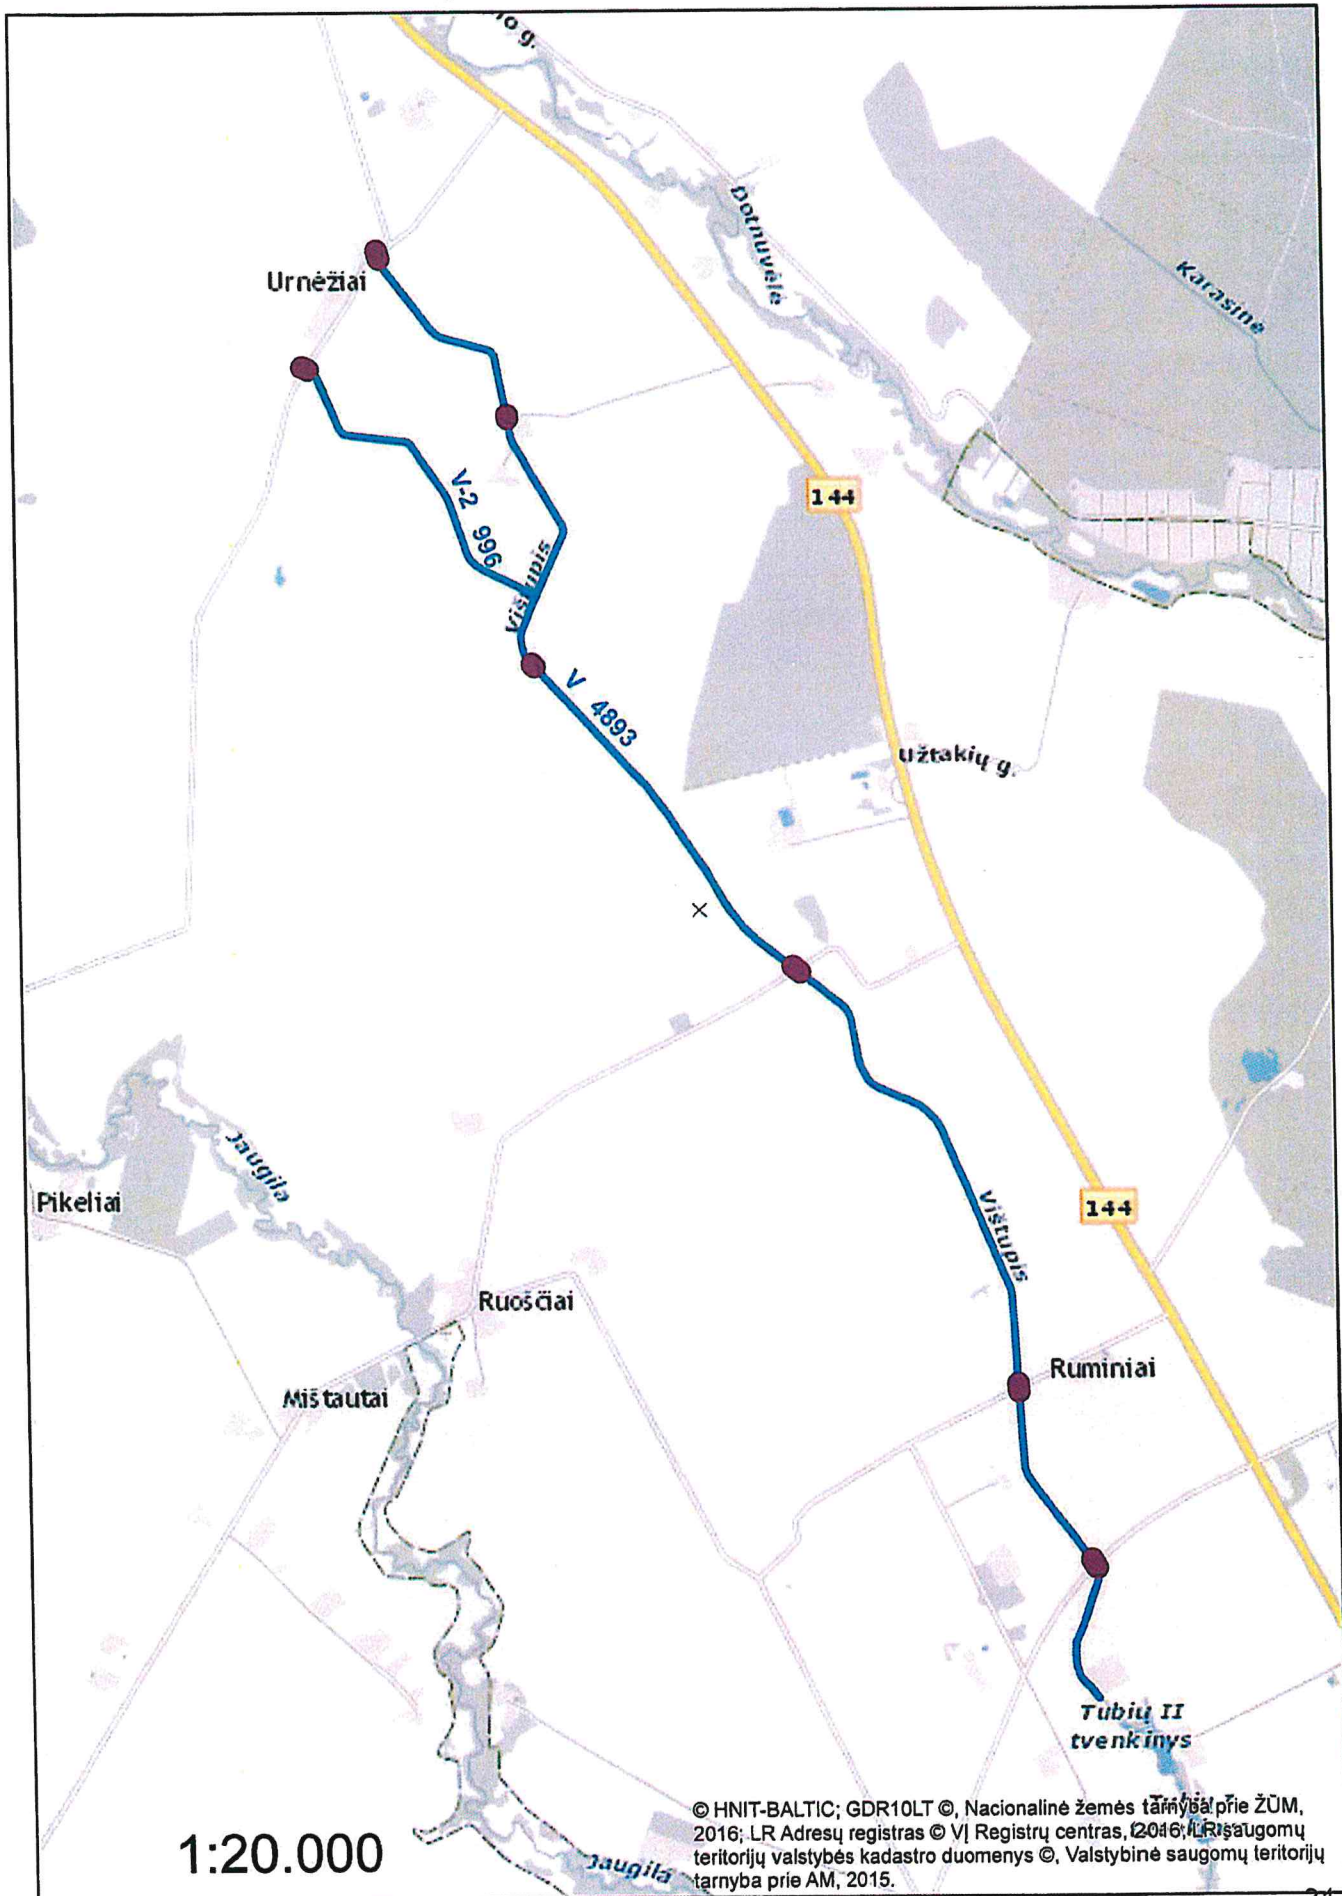 o g.
Dotnuvėlė
Karasinė
Urnėžiai
V-2 996
Vištupis
144
V 4893
Užtakių g.
Jaugila
Pikeliai
Vištupis
144
Ruoščiai
Ruminiai
Mištautai
Tubių II
tvenkinys
© HNIT-BALTIC; GDR10LT ©, Nacionalinė žemės tarnyba prie ŽŪM,
2016; LR Adresų registras © VĮ Registrų centras, 2016; LR saugomų
teritorijų valstybės kadastro duomenys ©, Valstybinė saugomų teritorijų
tarnyba prie AM, 2015.
1:20.000
Jaugila